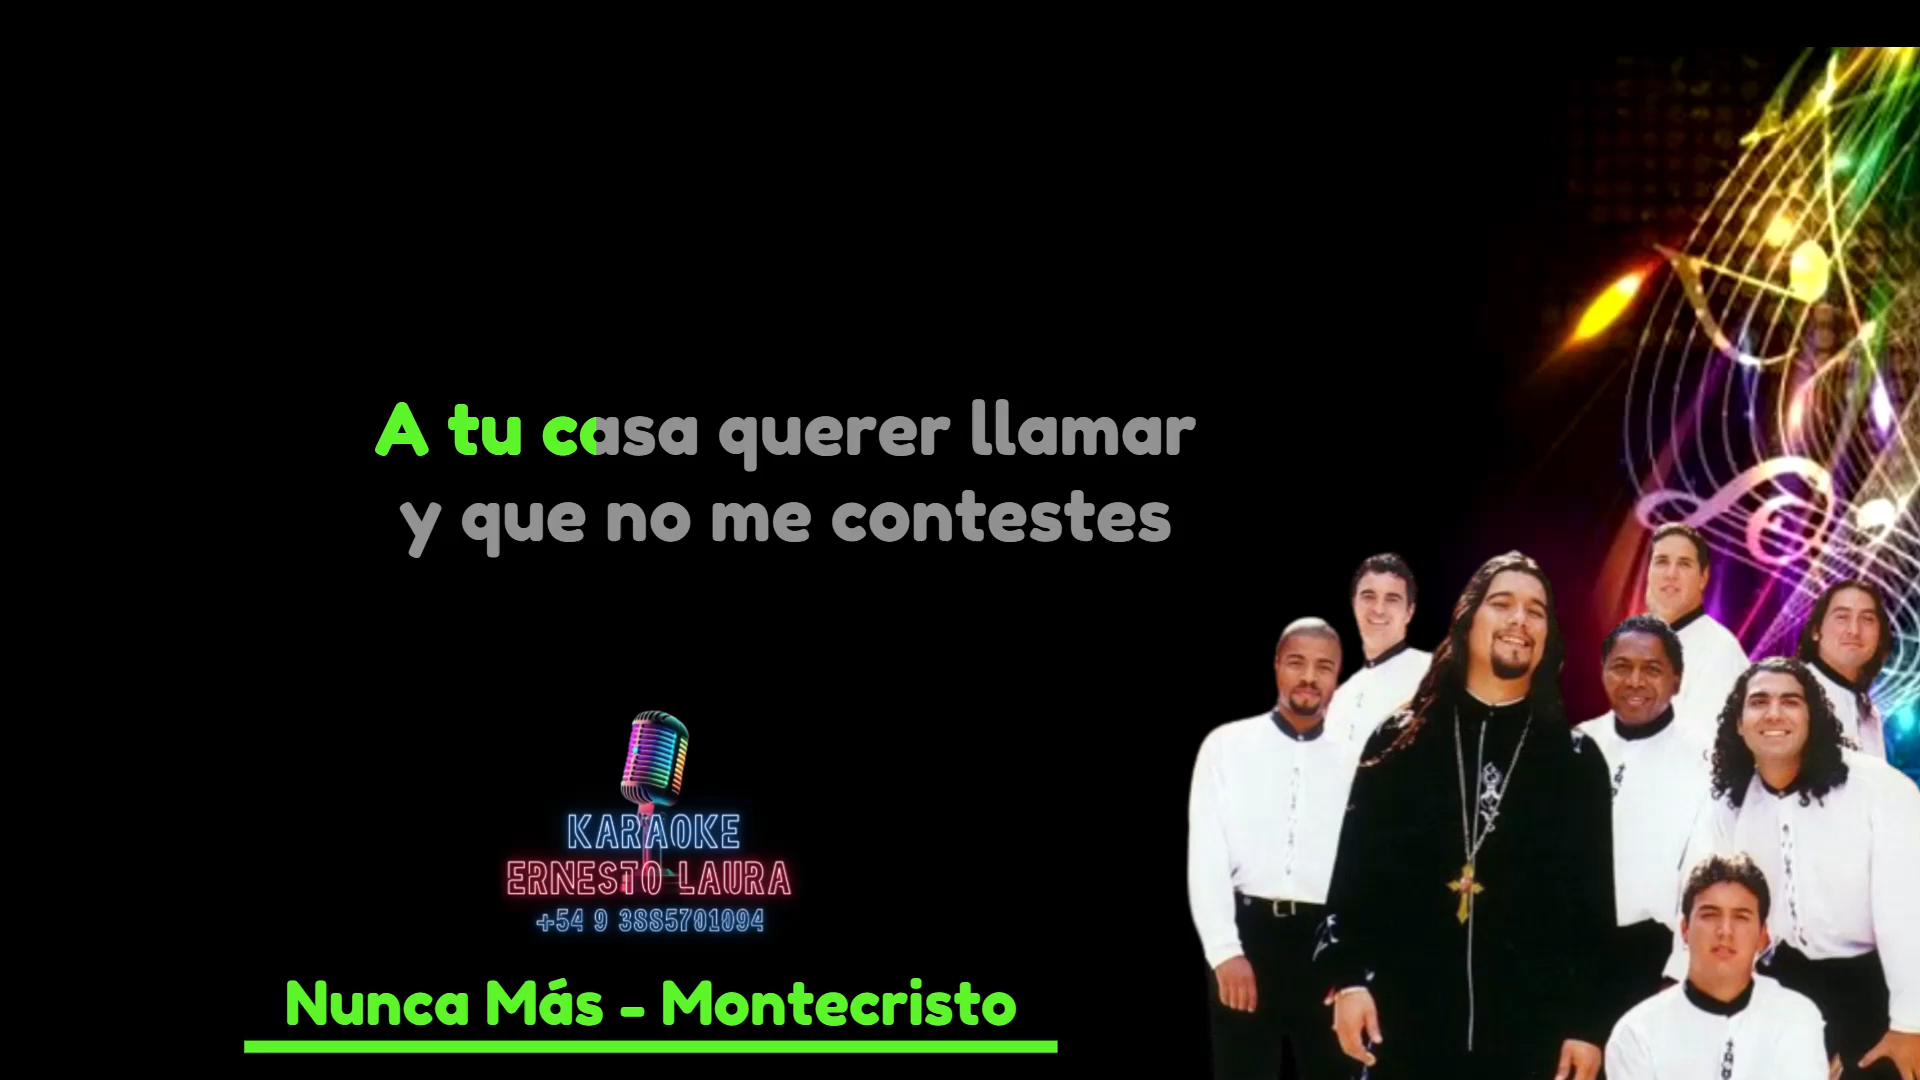 A tu casa querer llamar
y que no me contestes
KARAOKE
ERNESTO LAURA
+54 9 3885701094
Nunca Más - Montecristo